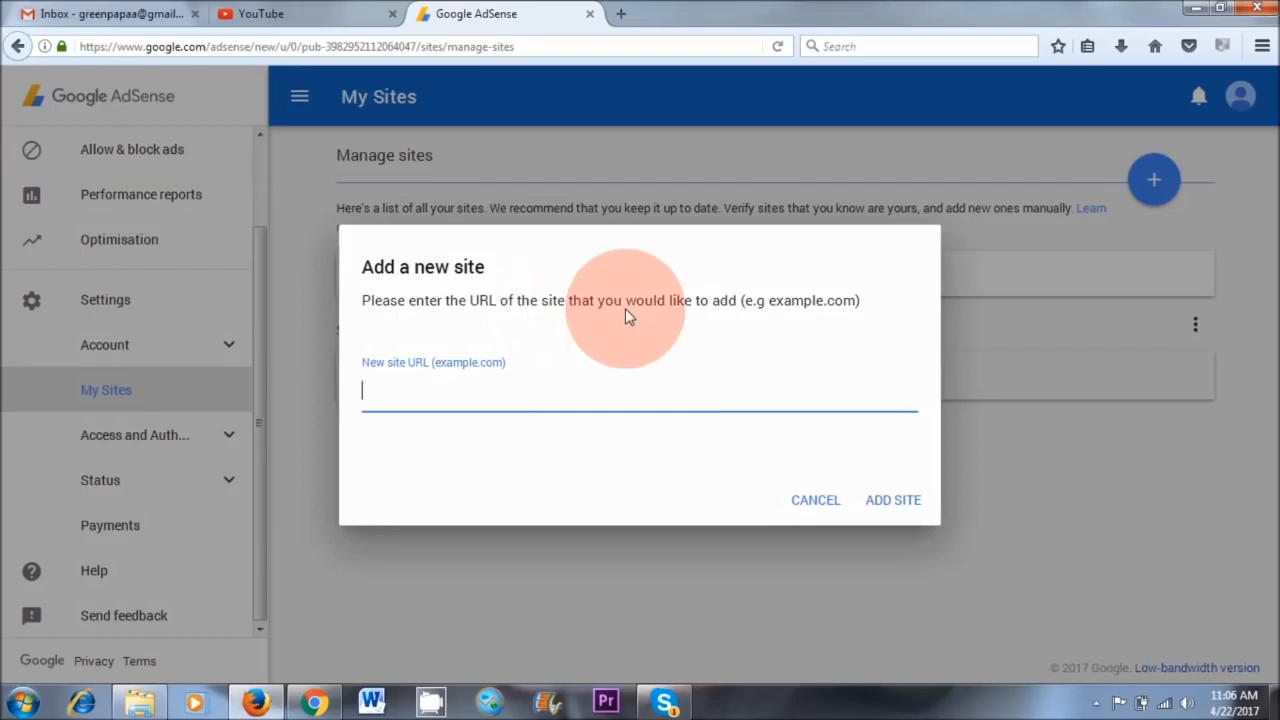 Inbox - greenpapaa@gmail...
YouTube
Google AdSense
https://www.google.com/adsense/new/u/0/pub-3982952112064047/sites/manage-sites
Search
Google AdSense
My Sites
Allow & block ads
Performance reports
Optimisation
Settings
Account
My Sites
Access and Auth...
Status
Payments
Help
Send feedback
Google Privacy Terms
Manage sites
Here's a list of all your sites. We recommend that you keep it up to date. Verify sites that you know are yours, and add new ones manually. Learn
Add a new site
Please enter the URL of the site that you would like to add (e.g example.com)
New site URL (example.com)
CANCEL ADD SITE
© 2017 Google. Low-bandwidth version
W
Pr
S
1
11:06 AM
4/22/2017